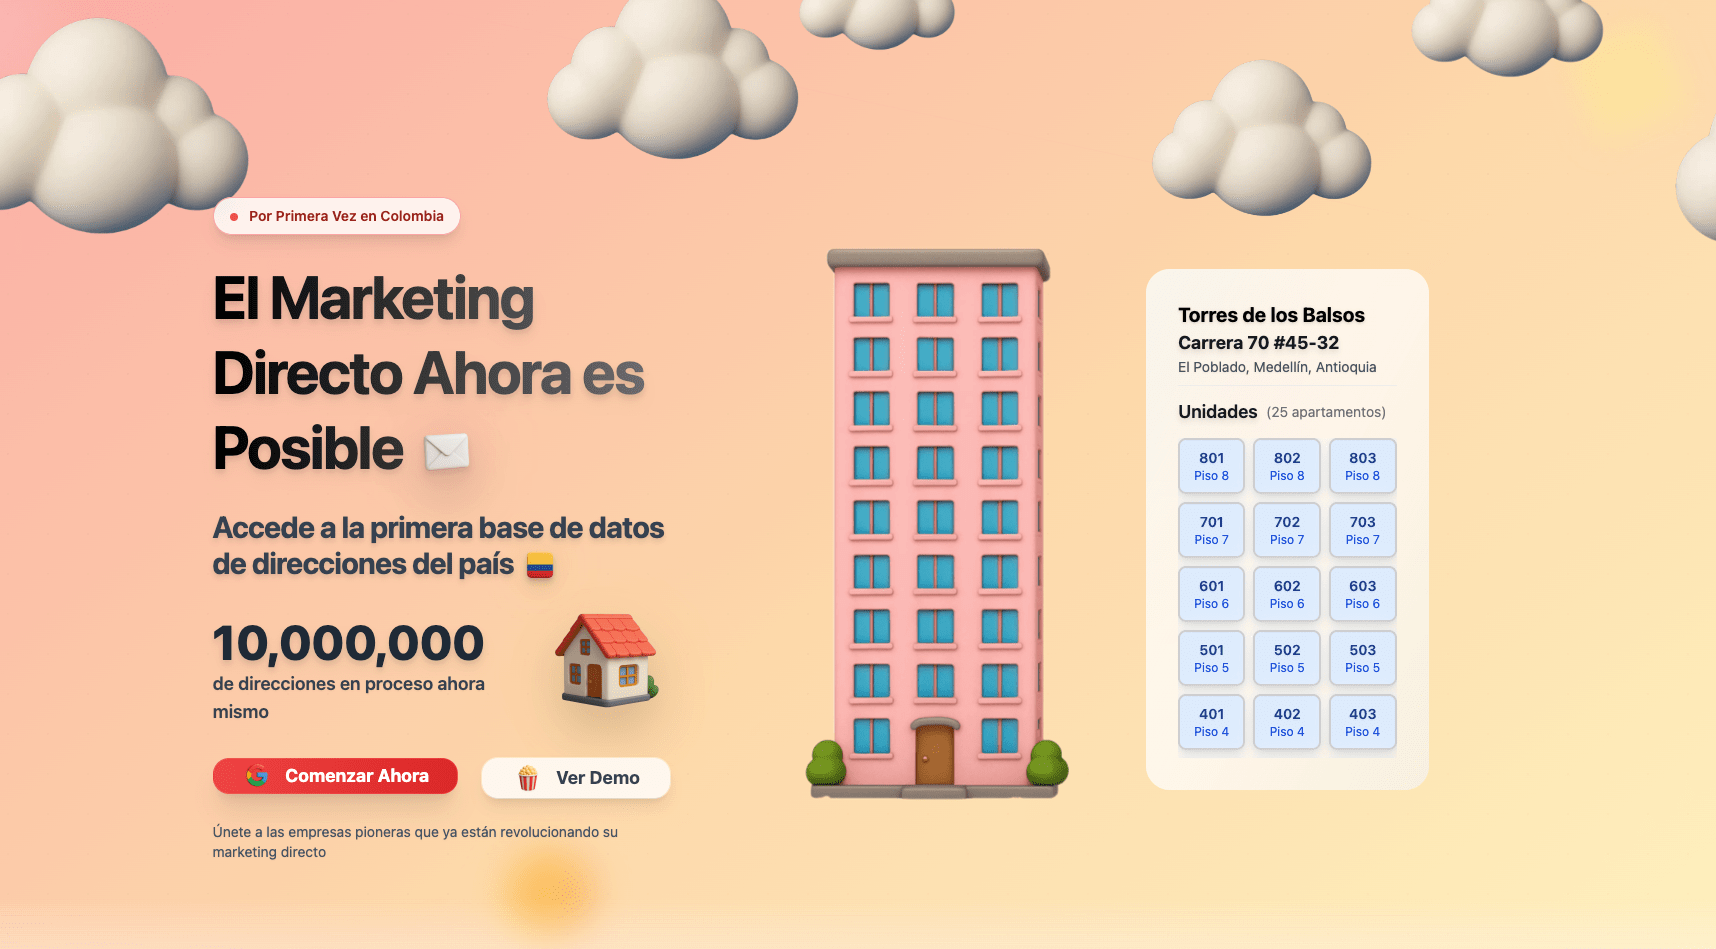 Por Primera Vez en Colombia
El Marketing
Directo Ahora es
Posible
Accede a la primera base de datos
de direcciones del país
10,000,000
de direcciones en proceso ahora
mismo
Comenzar Ahora
Ver Demo
Únete a las empresas pioneras que ya están revolucionando su
marketing directo
Torres de los Balsos
Carrera 70 #45-32
El Poblado, Medellín, Antioquia
Unidades (25 apartamentos)
801 802 803
Piso 8 Piso 8 Piso 8
701 702 703
Piso 7 Piso 7 Piso 7
601 602 603
Piso 6 Piso 6 Piso 6
501 502 503
Piso 5 Piso 5 Piso 5
401 402 403
Piso 4 Piso 4 Piso 4